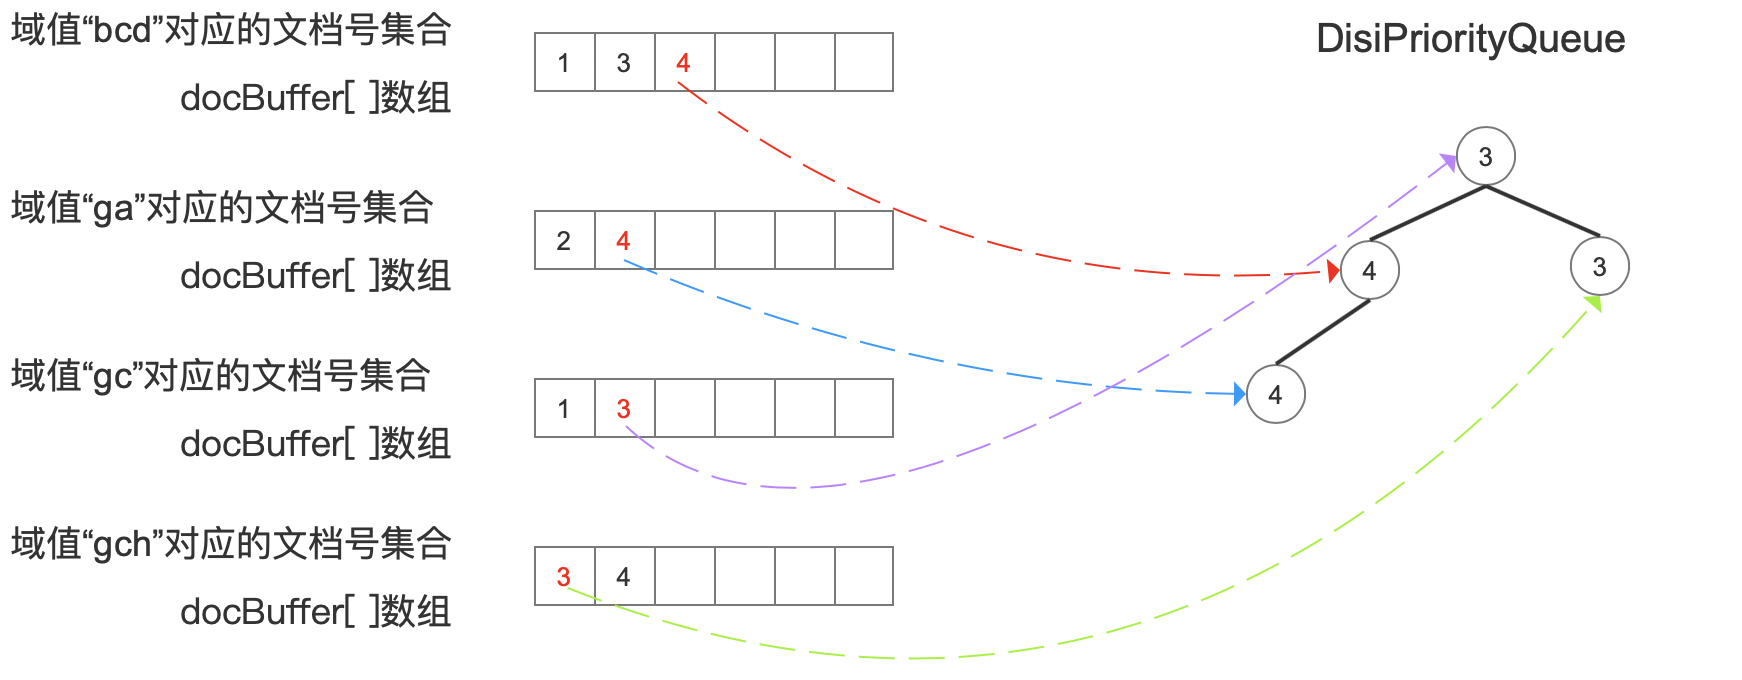 域值“bcd”对应的文档号集合
docBuffer[ ]数组
1 3 4
DisiPriorityQueue
域值“ga”对应的文档号集合
docBuffer[ ]数组
2 4
域值“gc”对应的文档号集合
docBuffer[ ]数组
1 3
域值“gch”对应的文档号集合
docBuffer[ ]数组
3 4
3
4 3
4